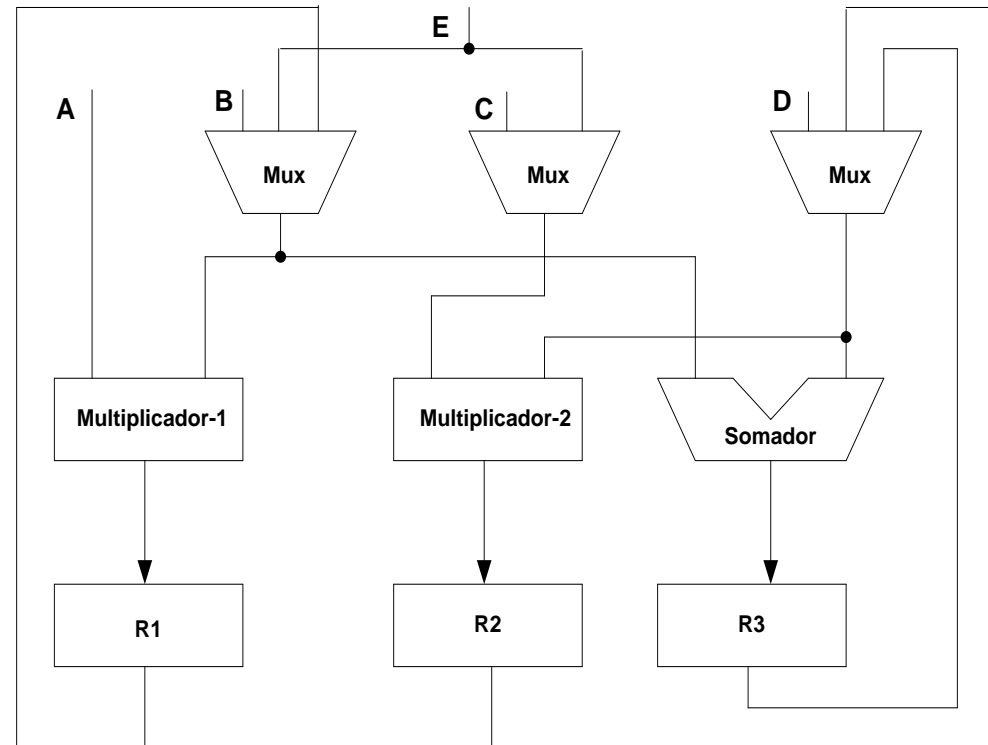 E
A
B
C
D
Mux
Mux
Mux
Multiplicador-1
Multiplicador-2
Somador
R1
R2
R3